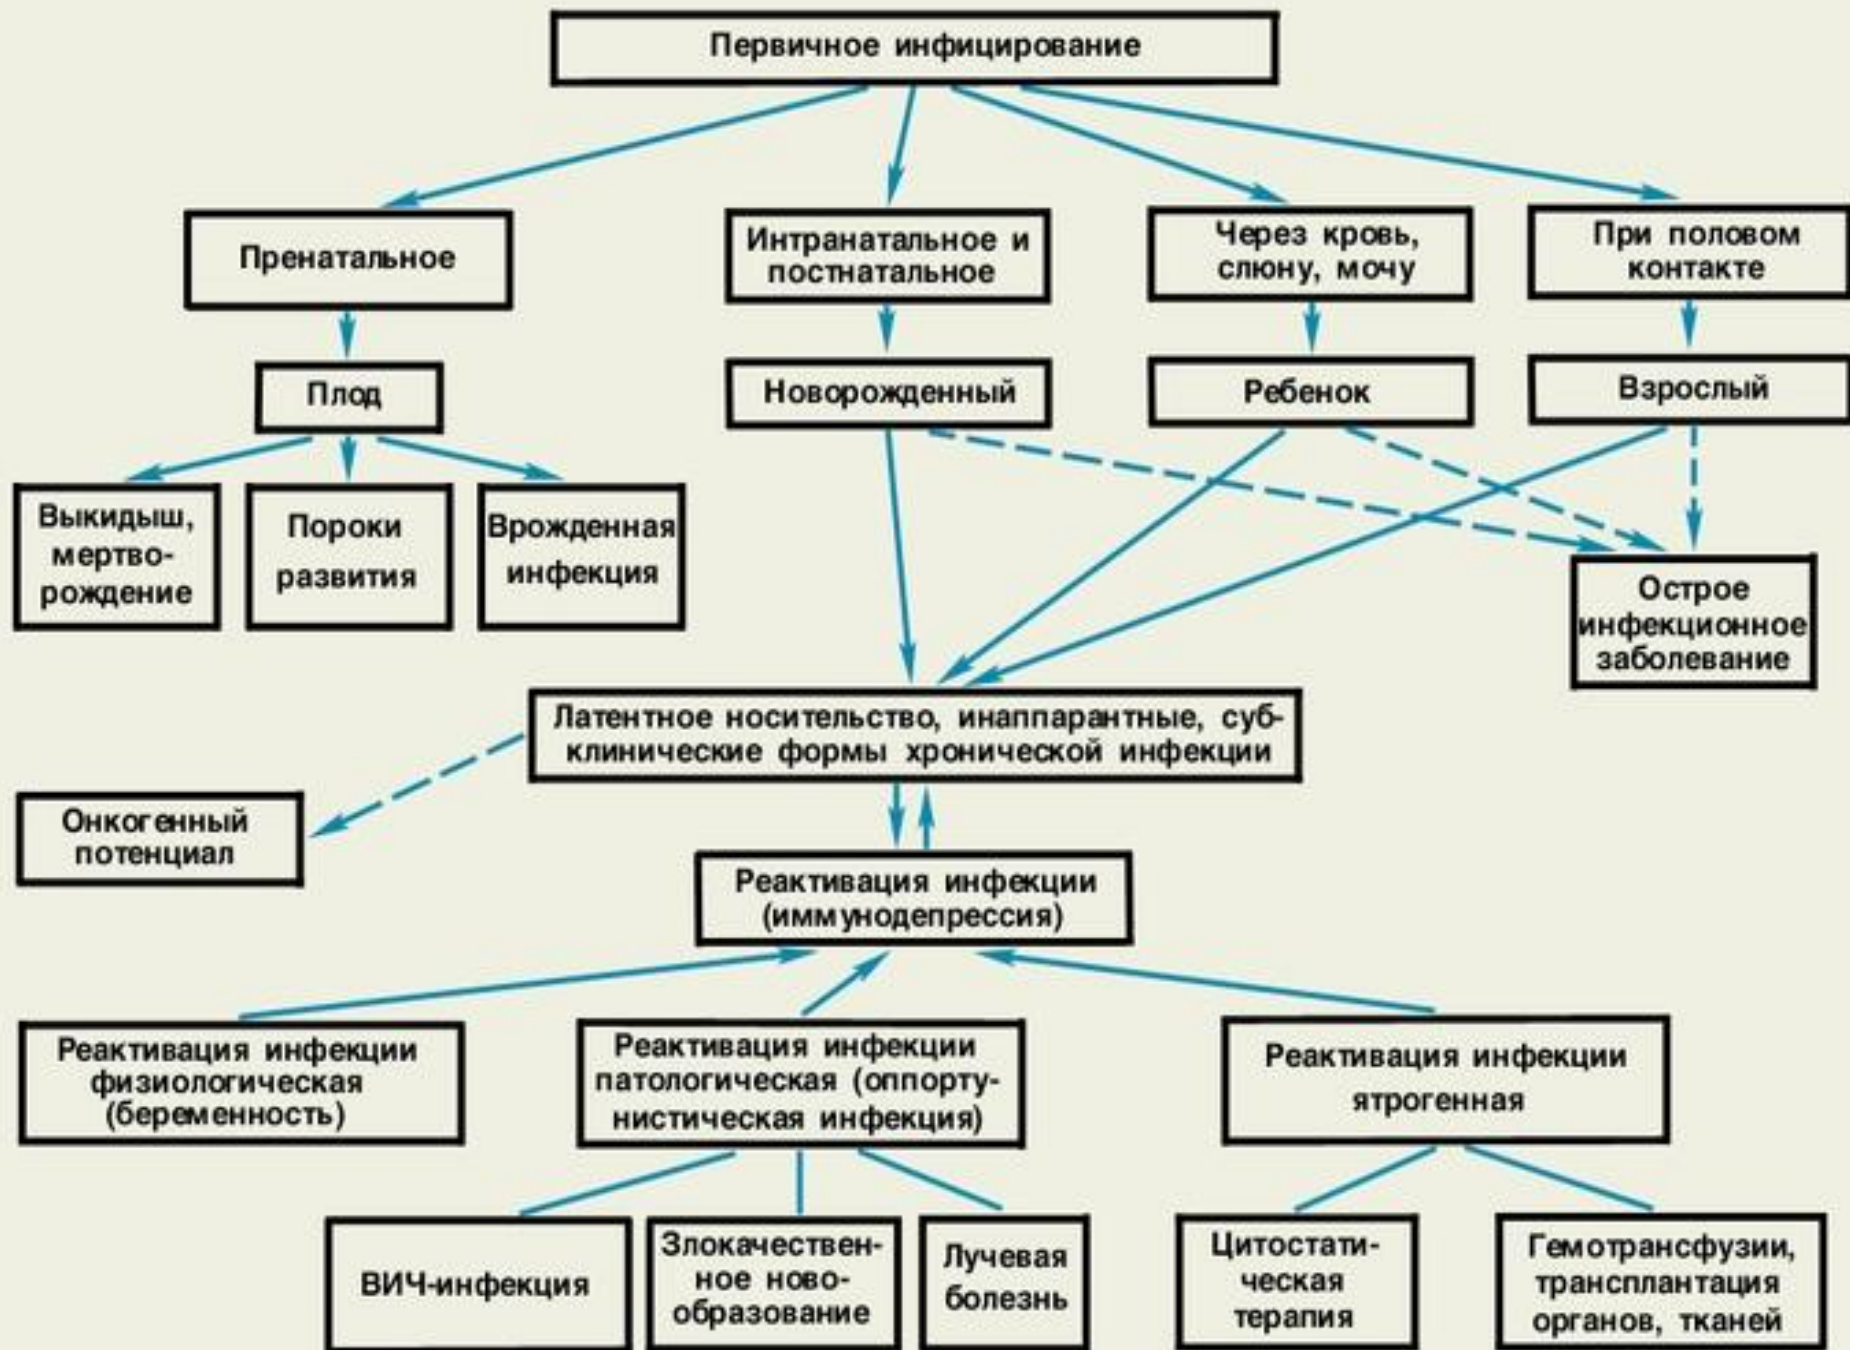 Первичное инфицирование
Пренатальное
Интранатальное и
постнатальное
Через кровь,
слюну, мочу
При половом
контакте
Плод
Новорожденный
Ребенок
Взрослый
Выкидыш,
мертво-
рождение
Пороки
развития
Врожденная
инфекция
Острое
инфекционное
заболевание
Латентное носительство, инаппарантные, суб-
клинические формы хронической инфекции
Онкогенный
потенциал
Реактивация инфекции
(иммунодепрессия)
Реактивация инфекции
физиологическая
(беременность)
Реактивация инфекции
патологическая (оппорту-
нистическая инфекция)
Реактивация инфекции
ятрогенная
ВИЧ-инфекция
Злокачествен-
ное ново-
образование
Лучевая
болезнь
Цитостати-
ческая
терапия
Гемотрансфузии,
трансплантация
органов, тканей